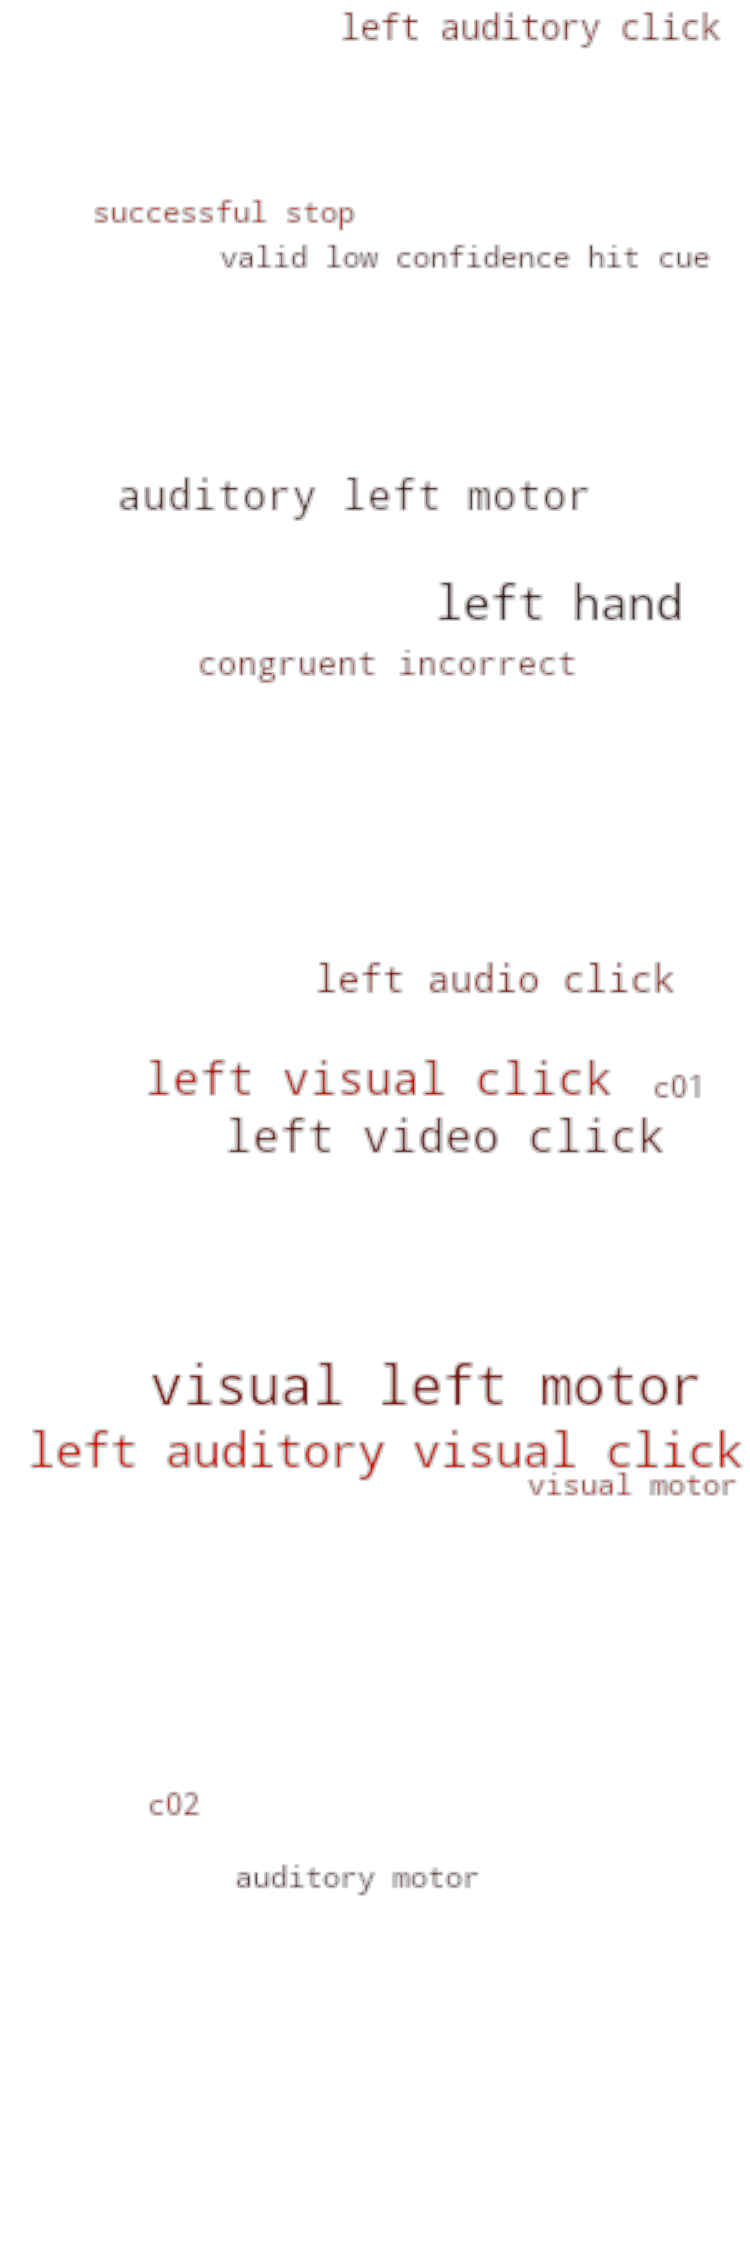 left auditory click
successful stop
valid low confidence hit cue
auditory left motor
left hand
congruent incorrect
left audio click
left visual click
c01
left video click
visual left motor
left auditory visual click
visual motor
c02
auditory motor